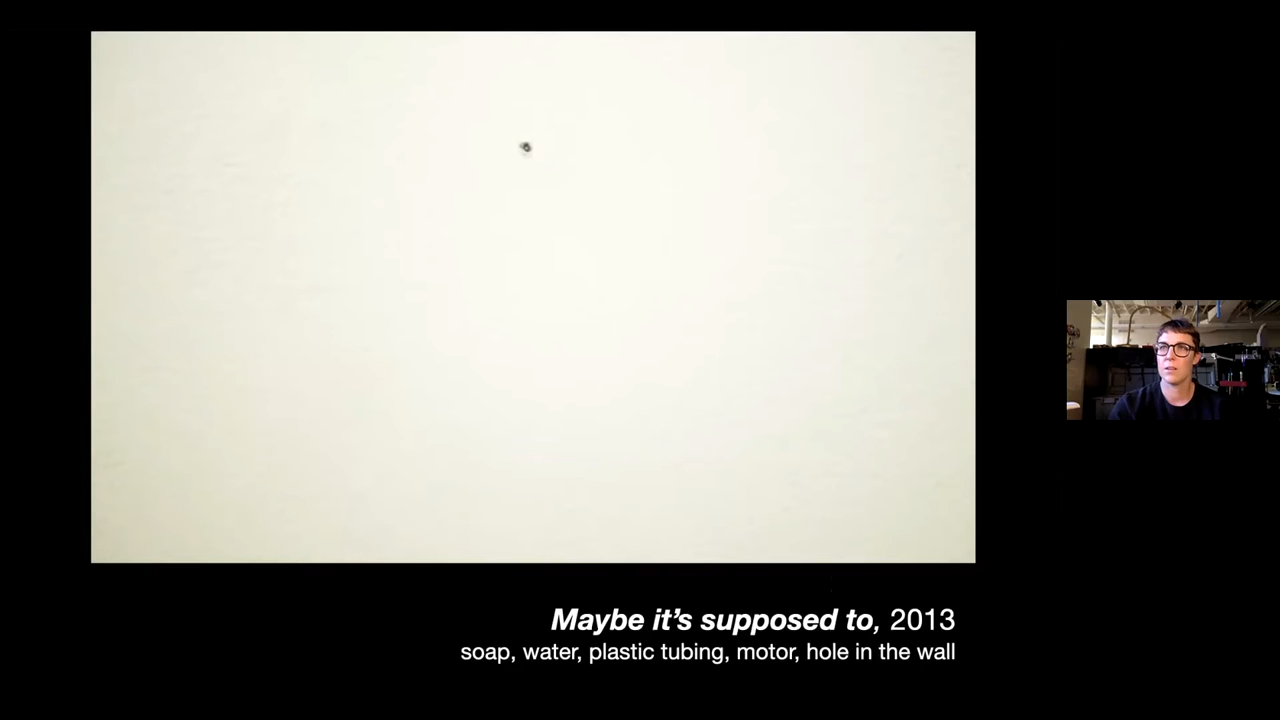 Maybe it's supposed to, 2013
soap, water, plastic tubing, motor, hole in the wall